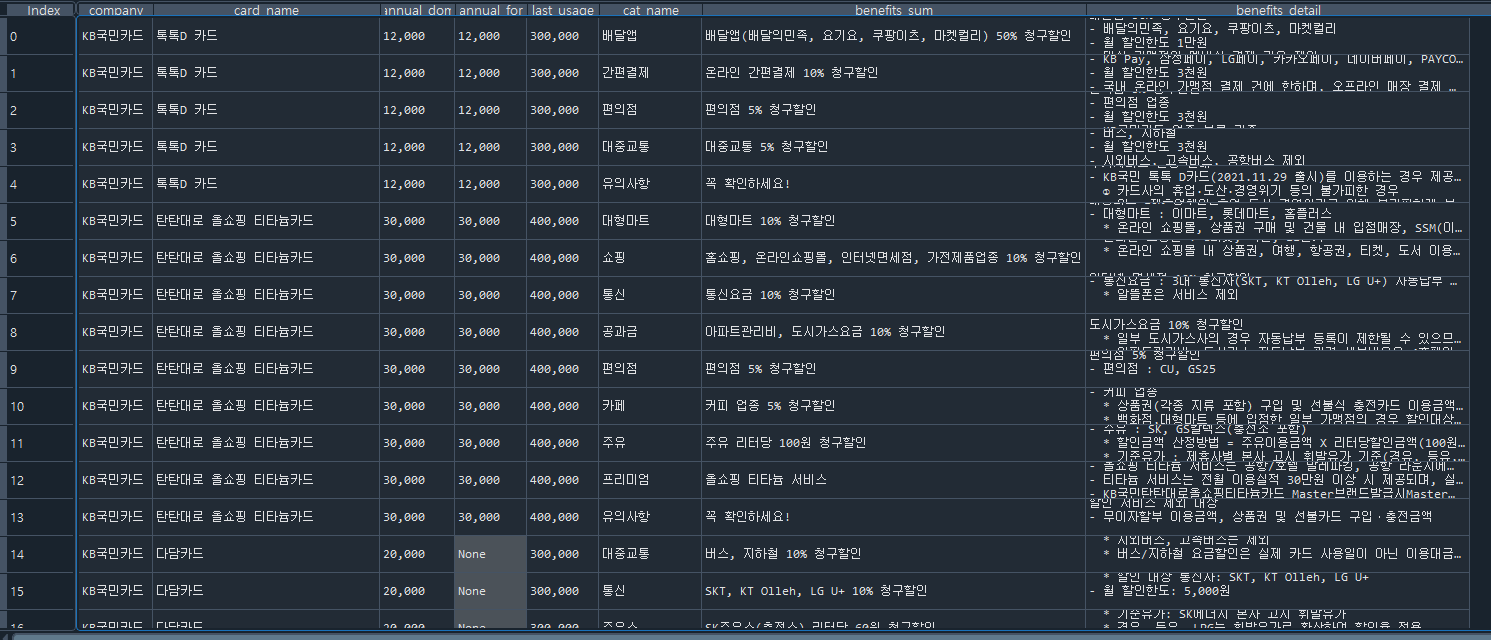 Index company card_name annual_dom annual_for last_usage cat_name benefits_sum benefits_detail
0 KB국민카드 톡톡D 카드 12,000 12,000 300,000 배달앱 배달앱(배달의민족, 요기요, 쿠팡이츠, 마켓컬리) 50% 청구할인
- 배달의민족, 요기요, 쿠팡이츠, 마켓컬리
- 월 할인한도 1만원
1 KB국민카드 톡톡D 카드 12,000 12,000 300,000 간편결제 온라인 간편결제 10% 청구할인
- KB Pay, 삼성페이, LG페이, 카카오페이, 네이버페이, PAYCO…
- 월 할인한도 3천원
- 국내 온라인 가맹점 결제 건에 한하며, 오프라인 매장 결제 …
2 KB국민카드 톡톡D 카드 12,000 12,000 300,000 편의점 편의점 5% 청구할인
- 편의점 업종
- 월 할인한도 3천원
3 KB국민카드 톡톡D 카드 12,000 12,000 300,000 대중교통 대중교통 5% 청구할인
- 버스, 지하철
- 월 할인한도 3천원
- 시외버스, 고속버스, 공항버스 제외
4 KB국민카드 톡톡D 카드 12,000 12,000 300,000 유의사항 꼭 확인하세요!
- KB국민 톡톡 D카드(2021.11.29 출시)를 이용하는 경우 제공…
① 카드사의 휴업·도산·경영위기 등의 불가피한 경우
5 KB국민카드 탄탄대로 올쇼핑 티타늄카드 30,000 30,000 400,000 대형마트 대형마트 10% 청구할인
- 대형마트 : 이마트, 롯데마트, 홈플러스
* 온라인 쇼핑몰, 상품권 구매 및 건물 내 입점매장, SSM(이…
6 KB국민카드 탄탄대로 올쇼핑 티타늄카드 30,000 30,000 400,000 쇼핑 홈쇼핑, 온라인쇼핑몰, 인터넷면세점, 가전제품업종 10% 청구할인
* 온라인 쇼핑몰 내 상품권, 여행, 항공권, 티켓, 도서 이용…
7 KB국민카드 탄탄대로 올쇼핑 티타늄카드 30,000 30,000 400,000 통신 통신요금 10% 청구할인
- 통신요금 : 3대 통신사(SKT, KT Olleh, LG U+) 자동납부 …
* 알뜰폰은 서비스 제외
8 KB국민카드 탄탄대로 올쇼핑 티타늄카드 30,000 30,000 400,000 공과금 아파트관리비, 도시가스요금 10% 청구할인
도시가스요금 10% 청구할인
* 일부 도시가스사의 경우 자동납부 등록이 제한될 수 있으므…
9 KB국민카드 탄탄대로 올쇼핑 티타늄카드 30,000 30,000 400,000 편의점 편의점 5% 청구할인
편의점 5% 청구할인
- 편의점 : CU, GS25
10 KB국민카드 탄탄대로 올쇼핑 티타늄카드 30,000 30,000 400,000 카페 커피 업종 5% 청구할인
- 커피 업종
* 상품권(각종 지류 포함) 구입 및 선불식 충전카드 이용금액…
* 백화점,대형마트 등에 입점한 일부 가맹점의 경우 할인대상…
11 KB국민카드 탄탄대로 올쇼핑 티타늄카드 30,000 30,000 400,000 주유 주유 리터당 100원 청구할인
- 주유 : SK, GS칼텍스(충전소 포함)
* 할인금액 산정방법 = 주유이용금액 X 리터당할인금액(100원…
* 기준유가 : 제휴사별 본사 고시 휘발유가 기준(경유, 등유,…
12 KB국민카드 탄탄대로 올쇼핑 티타늄카드 30,000 30,000 400,000 프리미엄 올쇼핑 티타늄 서비스
- 올쇼핑 티타늄 서비스는 공항/호텔 발레파킹, 공항 라운지에…
- 티타늄 서비스는 전월 이용실적 30만원 이상 시 제공되며, 실…
- KB국민탄탄대로올쇼핑티타늄카드 Master브랜드발급시Master…
13 KB국민카드 탄탄대로 올쇼핑 티타늄카드 30,000 30,000 400,000 유의사항 꼭 확인하세요!
할인 서비스 제외 대상
- 무이자할부 이용금액, 상품권 및 선불카드 구입·충전금액
14 KB국민카드 다담카드 20,000 None 300,000 대중교통 버스, 지하철 10% 청구할인
* 시외버스, 고속버스는 제외
* 버스/지하철 요금할인은 실제 카드 사용일이 아닌 이용대금…
15 KB국민카드 다담카드 20,000 None 300,000 통신 SKT, KT Olleh, LG U+ 10% 청구할인
* 할인 대상 통신사: SKT, KT Olleh, LG U+
- 월 할인한도: 5,000원
16 KB국민카드 다담카드 20,000 None 300,000 주유소 SK주유소(충전소) 리터당 60원 청구할인
* 기준유가: SK에너지 본사 고시 휘발유가
* 경유, 등유, LPG는 휘발유가로 환산하여 할인율 적용